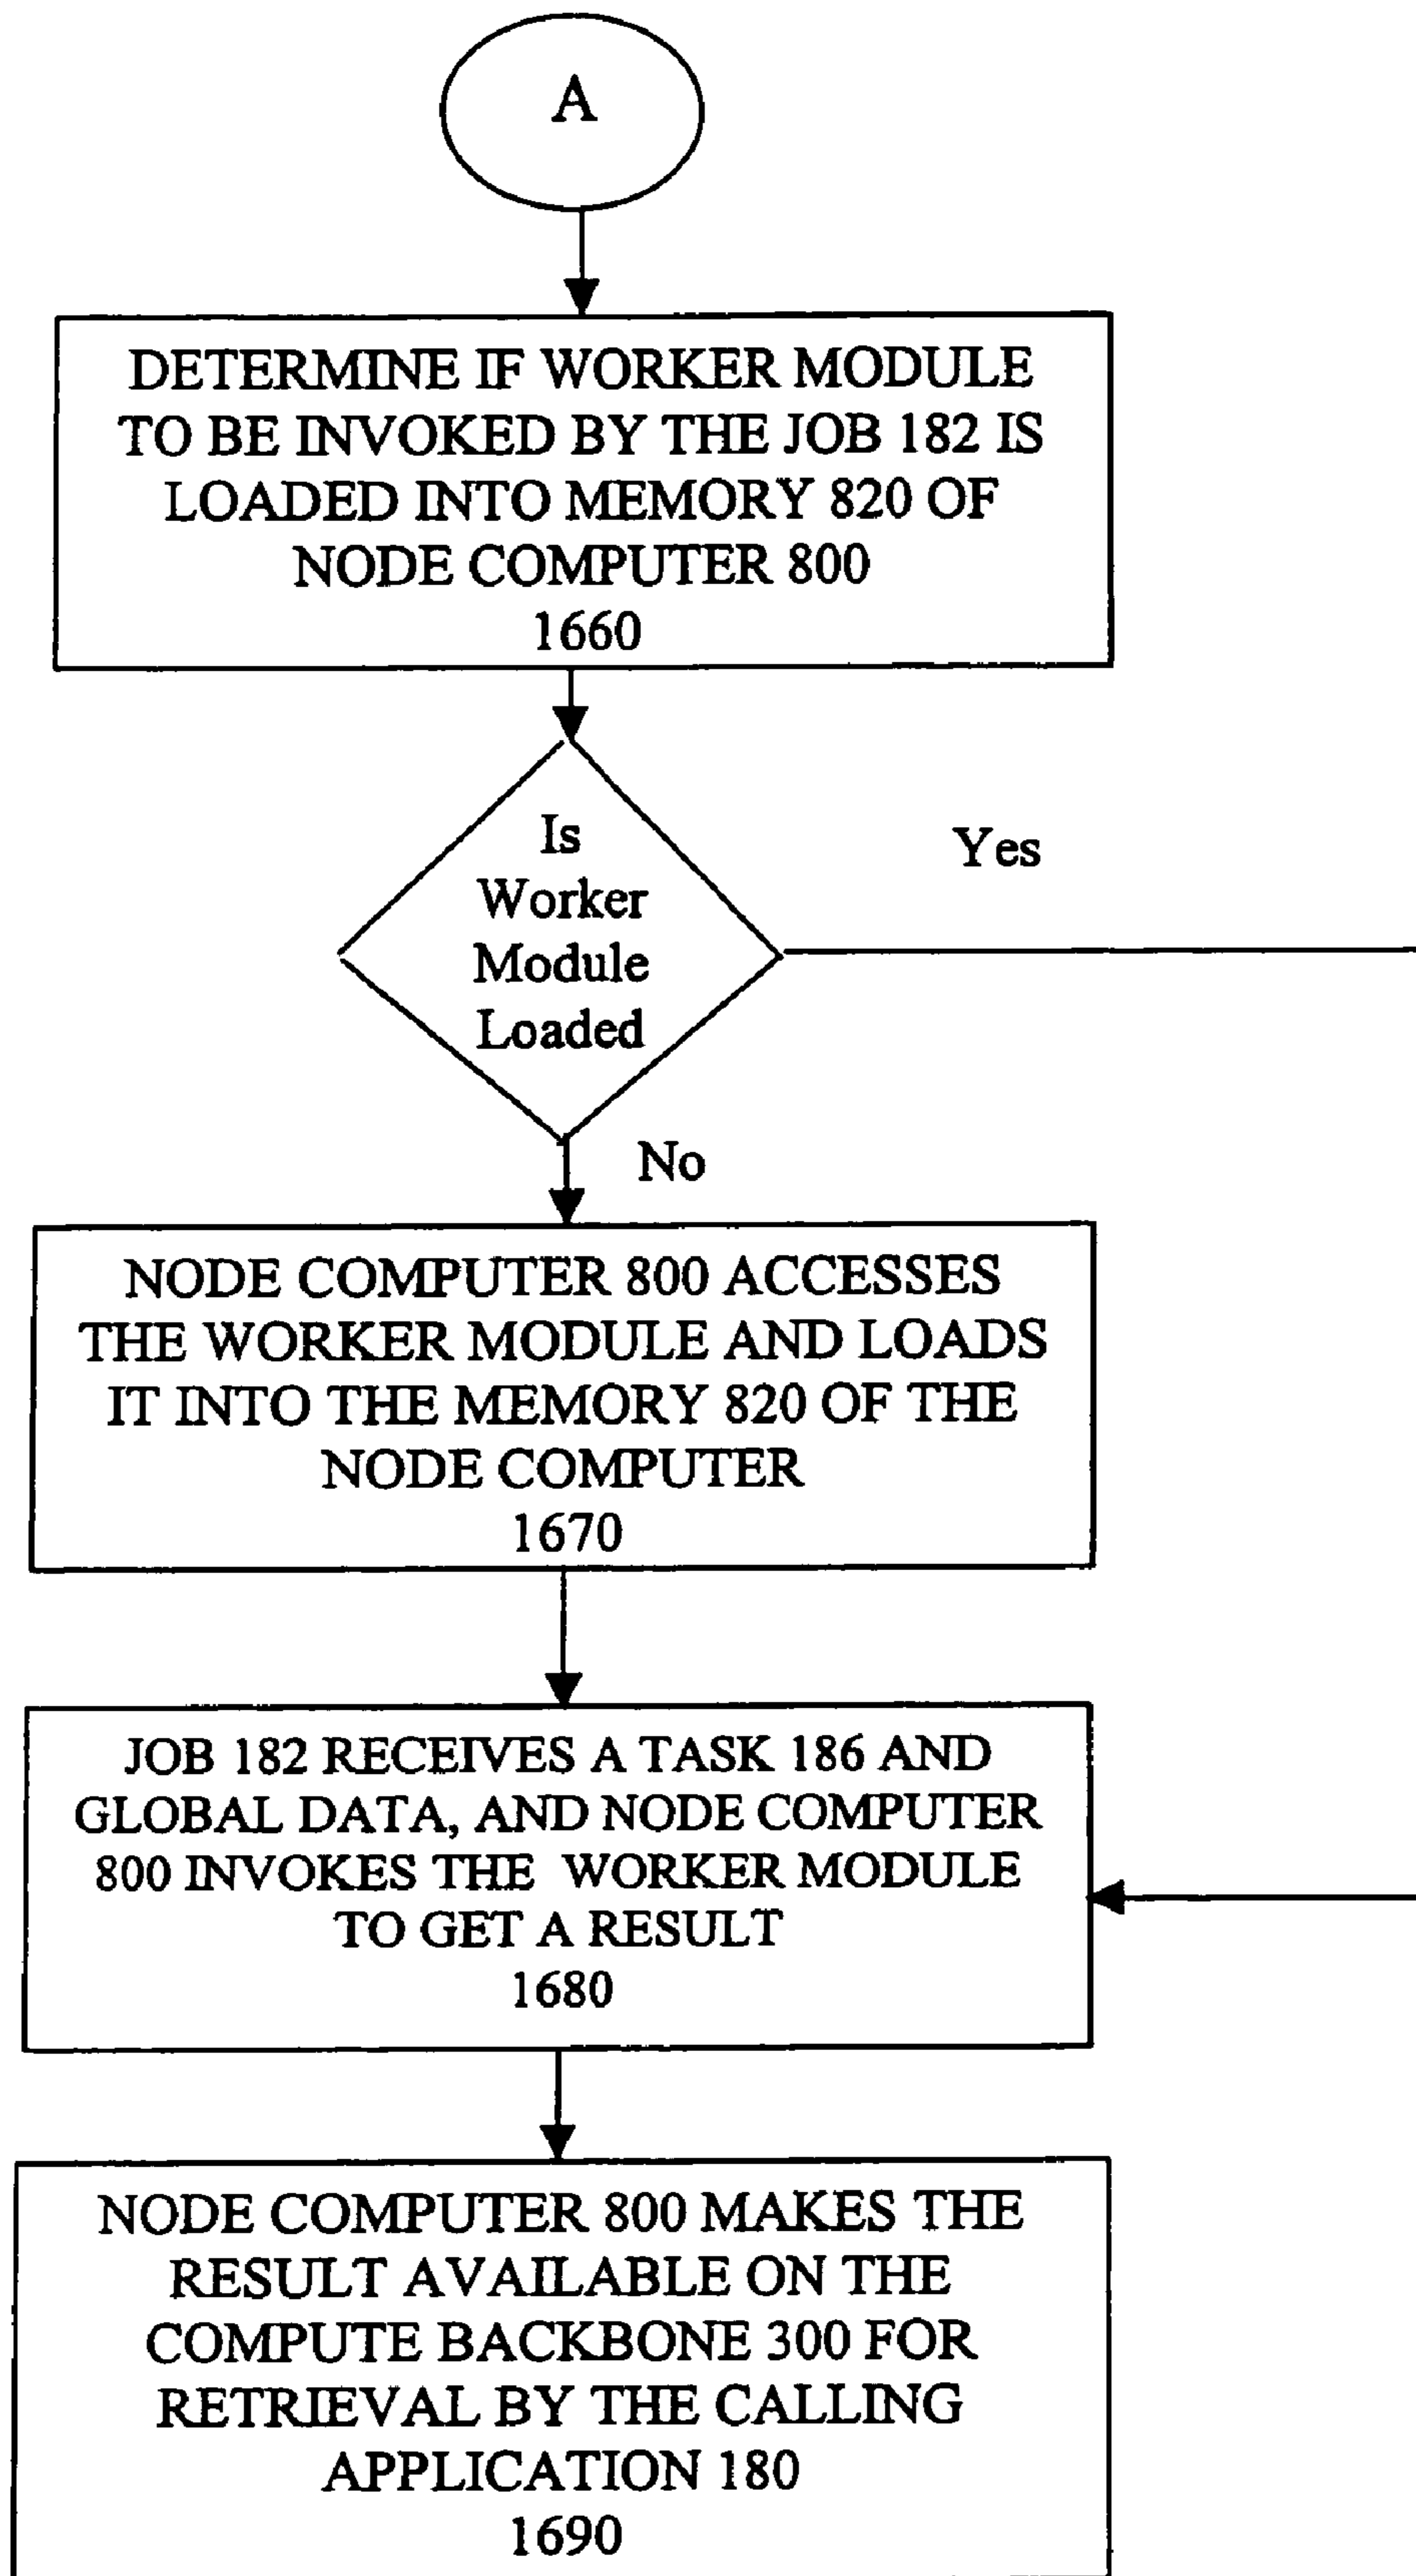 A
DETERMINE IF WORKER MODULE
TO BE INVOKED BY THE JOB 182 IS
LOADED INTO MEMORY 820 OF
NODE COMPUTER 800
1660
Is
Worker
Module
Loaded
Yes
No
NODE COMPUTER 800 ACCESSES
THE WORKER MODULE AND LOADS
IT INTO THE MEMORY 820 OF THE
NODE COMPUTER
1670
JOB 182 RECEIVES A TASK 186 AND
GLOBAL DATA, AND NODE COMPUTER
800 INVOKES THE WORKER MODULE
TO GET A RESULT
1680
NODE COMPUTER 800 MAKES THE
RESULT AVAILABLE ON THE
COMPUTE BACKBONE 300 FOR
RETRIEVAL BY THE CALLING
APPLICATION 180
1690